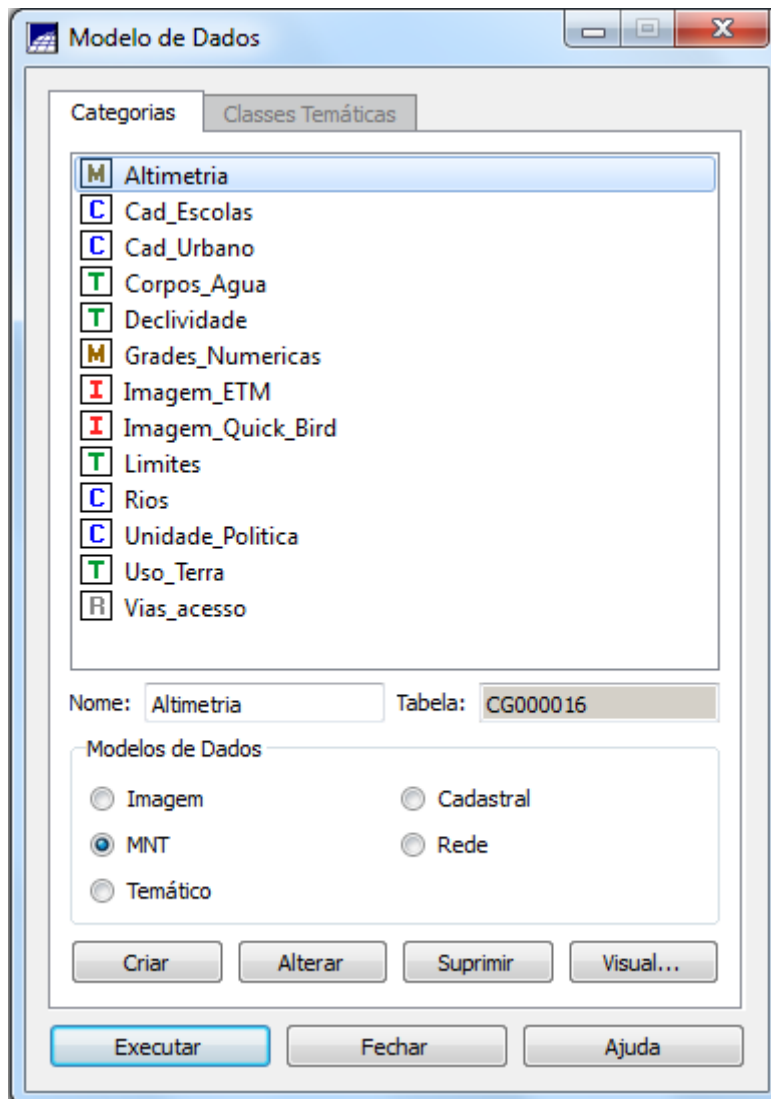 Modelo de Dados
Categorias Classes Temáticas
M Altimetria
C Cad_Escolas
C Cad_Urbano
T Corpos_Agua
T Declividade
M Grades_Numericas
I Imagem_ETM
I Imagem_Quick_Bird
T Limites
C Rios
C Unidade_Politica
T Uso_Terra
R Vias_acesso
Nome: Altimetria Tabela: CG000016
Modelos de Dados
Imagem Cadastral
MNT Rede
Temático
Criar Alterar Suprimir Visual...
Executar Fechar Ajuda